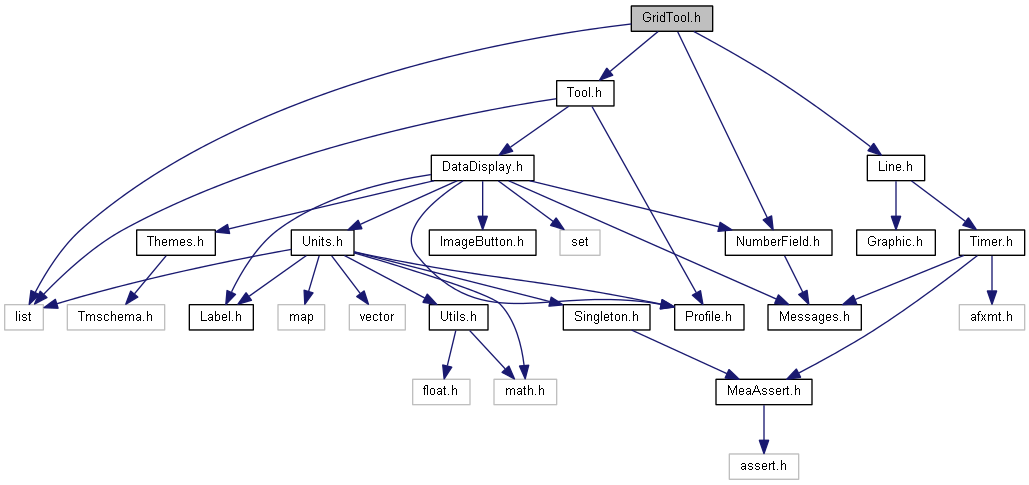 GridTool.h
Tool.h
DataDisplay.h
Line.h
Themes.h
Units.h
ImageButton.h
set
NumberField.h
Graphic.h
Timer.h
list
Tmschema.h
Label.h
map
vector
Utils.h
Singleton.h
Profile.h
Messages.h
afxmt.h
float.h
math.h
MeaAssert.h
assert.h